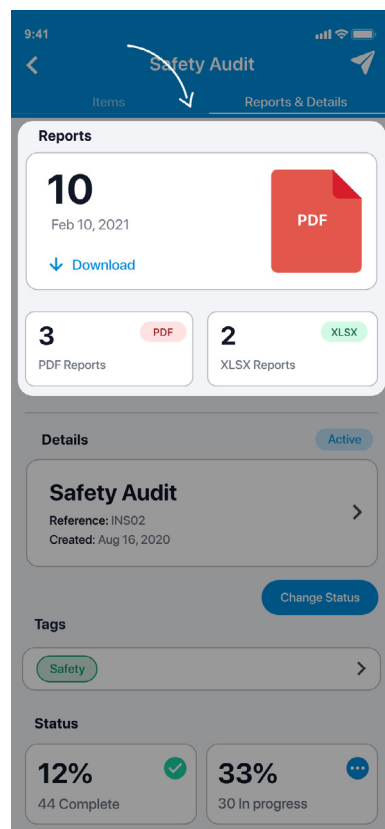 9:41
Safety Audit
Items
Reports & Details
Reports
10
Feb 10, 2021
PDF
Download
3
PDF
PDF Reports
2
XLSX
XLSX Reports
Details
Active
Safety Audit
Reference: INS02
Created: Aug 16, 2020
Change Status
Tags
Safety
Status
12%
44 Complete
33%
30 In progress